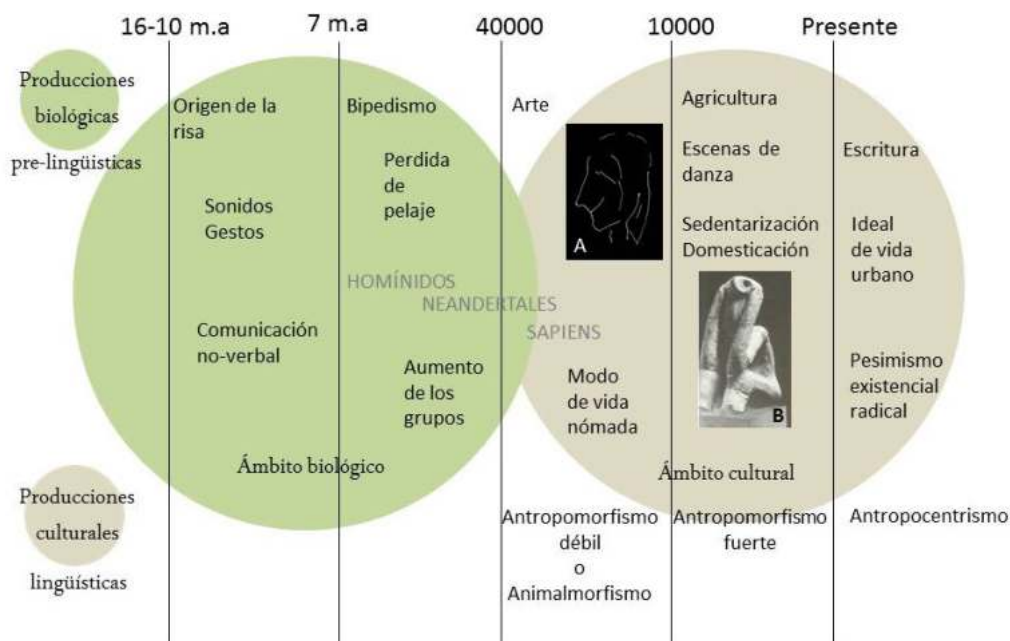 16-10 m.a
7 m.a
40000
10000
Presente
Producciones
biológicas
pre-lingüisticas
Origen de la
risa
Sonidos
Gestos
Comunicación
no-verbal
Bipedismo
Perdida
de
pelaje
HOMÍNIDOS
NEANDERTALES
SAPIENS
Aumento
de los
grupos
Ámbito biológico
Arte
A
Modo
de vida
nómada
Agricultura
Escenas de
danza
Sedentarización
Domesticación
B
Ámbito cultural
Escritura
Ideal
de vida
urbano
Pesimismo
existencial
radical
Producciones
culturales
lingüísticas
Antropomorfismo
débil
o
Animalmorfismo
Antropomorfismo
fuerte
Antropocentrismo